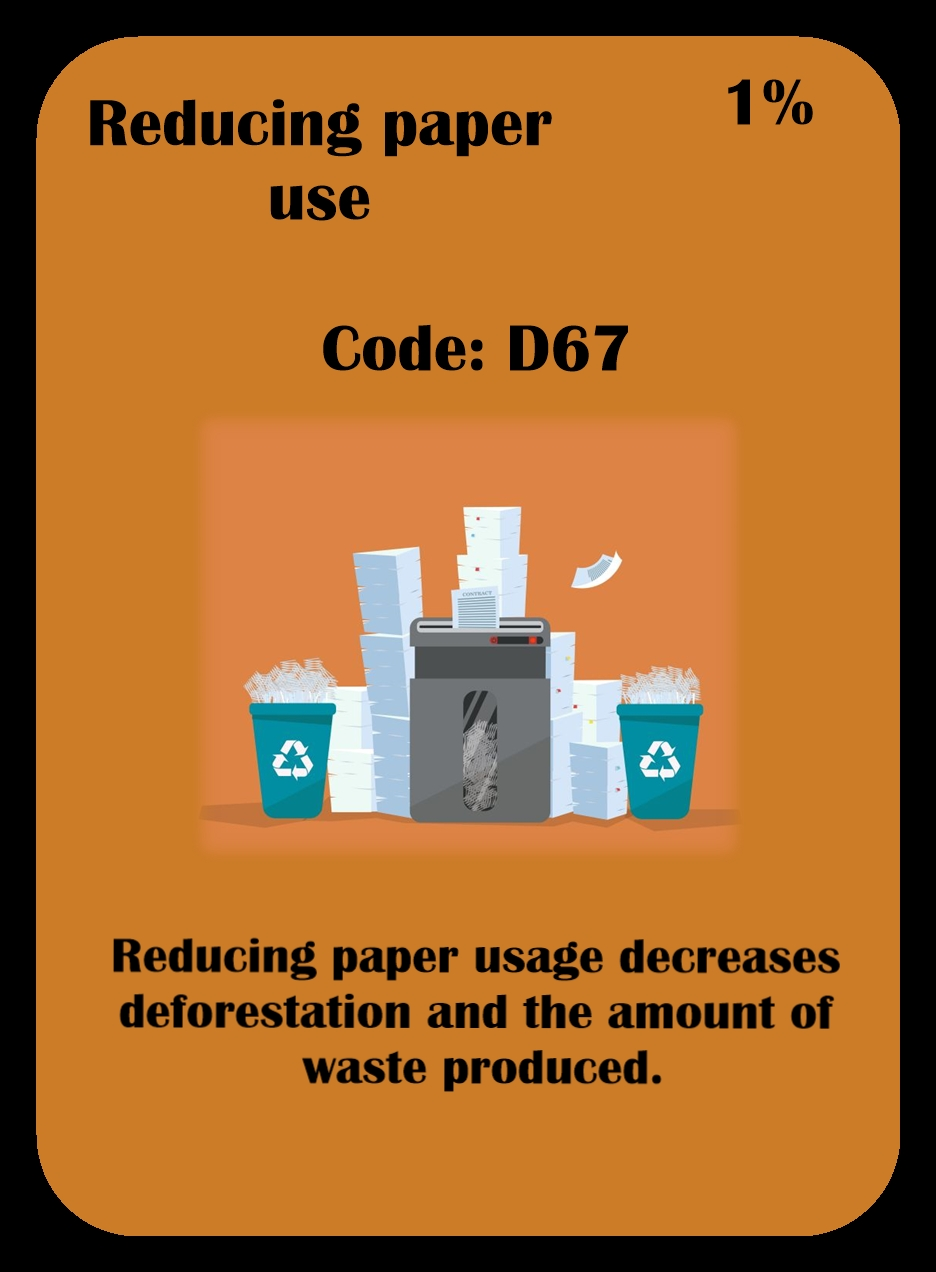 Reducing paper
use
1%
Code: D67
CONTRACT
Reducing paper usage decreases
deforestation and the amount of
waste produced.